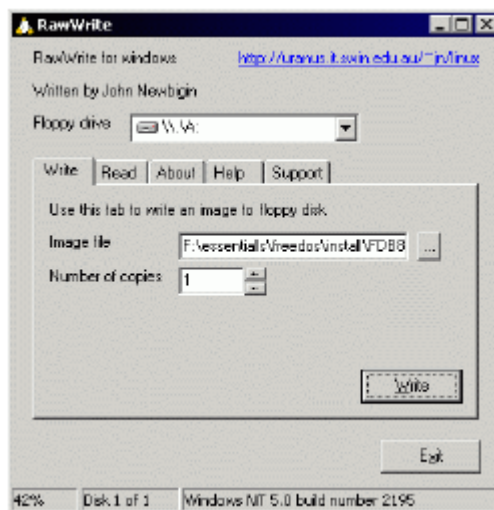 RawWrite
RawWrite for windows http://uranus.it.swin.edu.au/~jn/linux
Written by John Newbigin
Floppy drive \\.\A:
Write Read About Help Support
Use this tab to write an image to floppy disk
Image file F:\essentials\freedos\install\FDB8 ...
Number of copies 1
Write
Exit
42% Disk 1 of 1 Windows NT 5.0 build number 2195